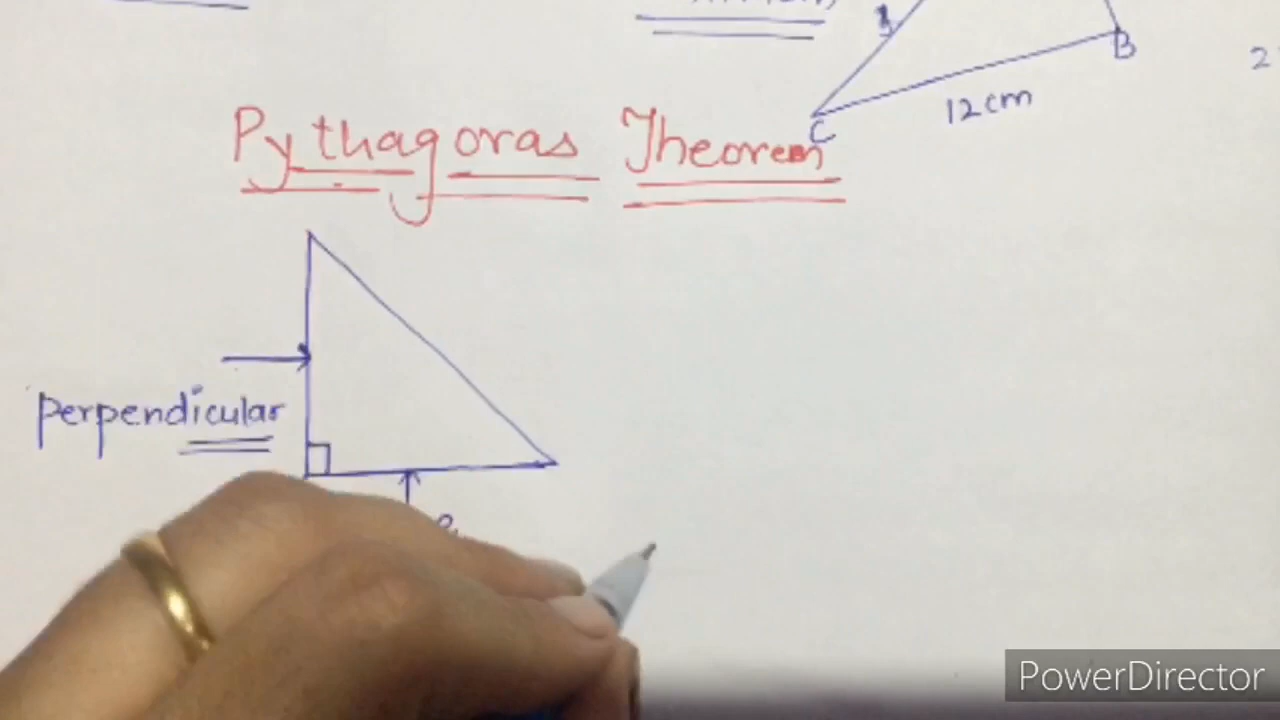 B
12cm
C
Pythagoras Theorem
perpendicular
PowerDirector